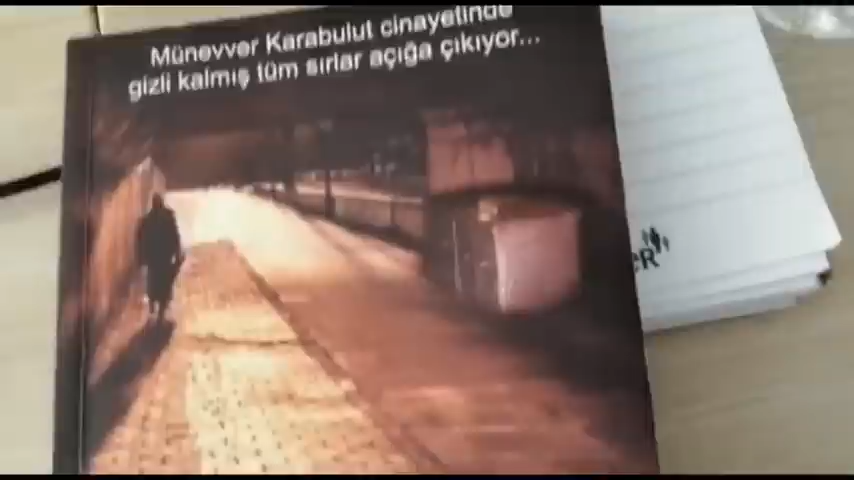 Münevver Karabulut cinayetinde
gizli kalmış tüm sırlar açığa çıkıyor...